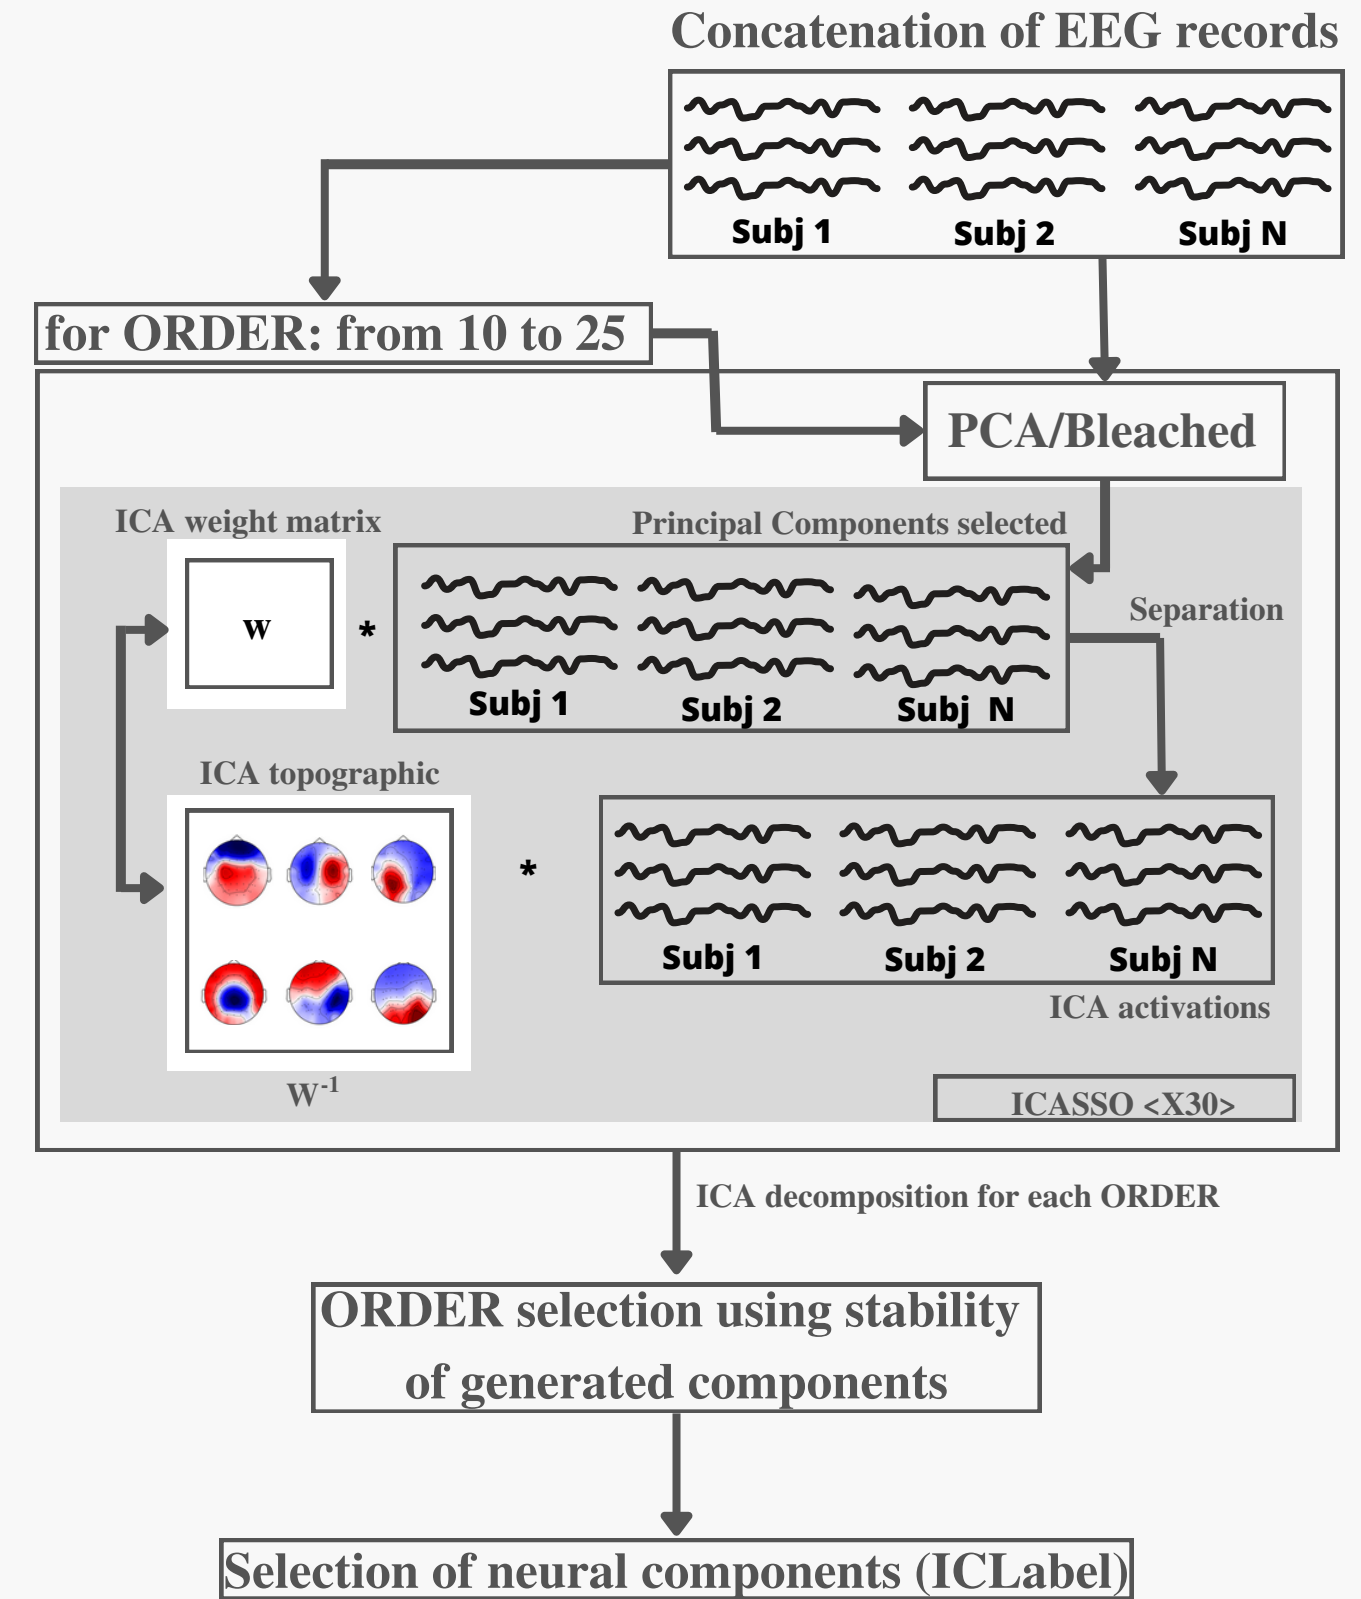 Concatenation of EEG records
Subj 1 Subj 2 Subj N
for ORDER: from 10 to 25
PCA/Bleached
ICA weight matrix
Principal Components selected
w
*
Separation
Subj 1 Subj 2 Subj N
ICA topographic
*
Subj 1 Subj 2 Subj N
ICA activations
W⁻¹
ICASSO <X30>
ICA decomposition for each ORDER
ORDER selection using stability
of generated components
Selection of neural components (ICLabel)